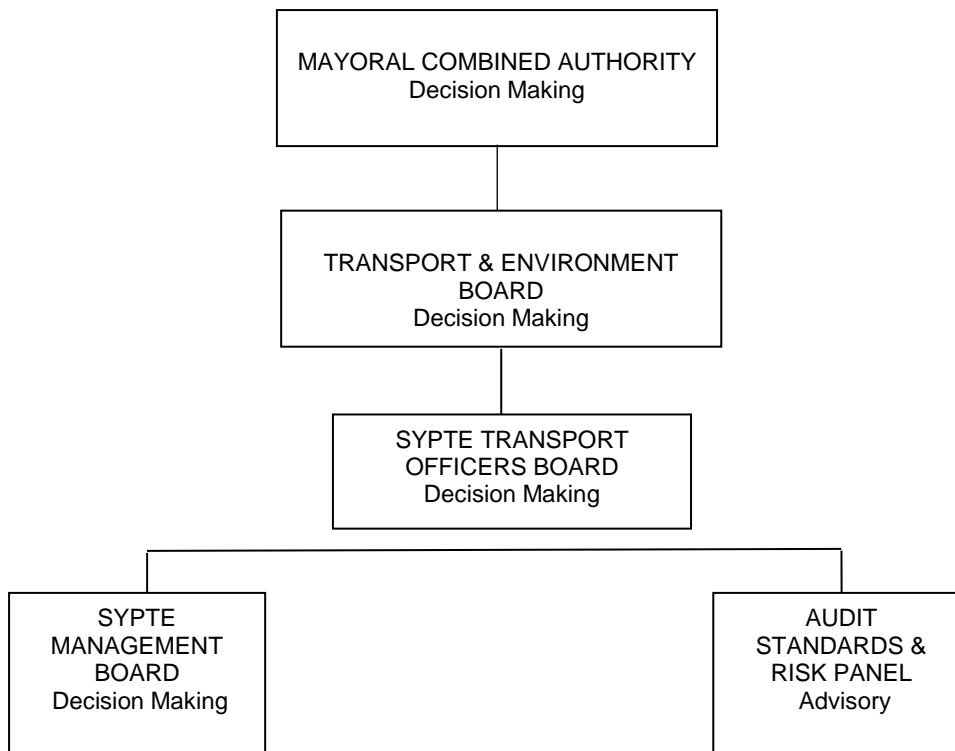 MAYORAL COMBINED AUTHORITY
Decision Making
TRANSPORT & ENVIRONMENT
BOARD
Decision Making
SYPTE TRANSPORT
OFFICERS BOARD
Decision Making
SYPTE
MANAGEMENT
BOARD
Decision Making
AUDIT
STANDARDS &
RISK PANEL
Advisory